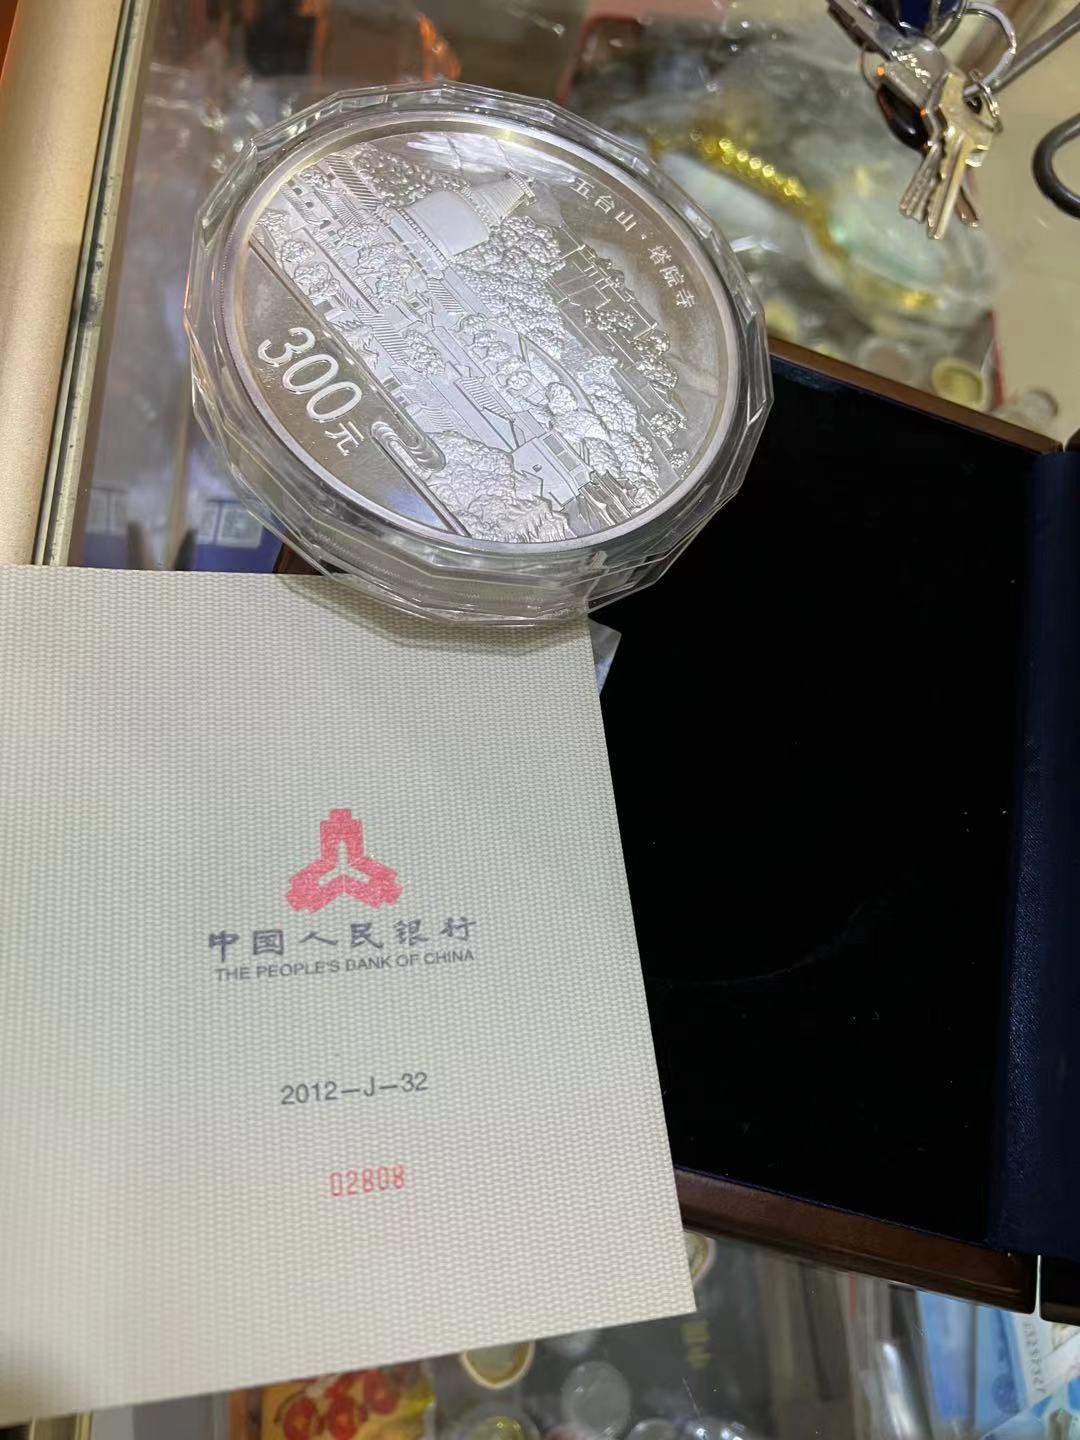 五台山·塔院寺
300元
中国人民银行
THE PEOPLE'S BANK OF CHINA
2012-J-32
02808